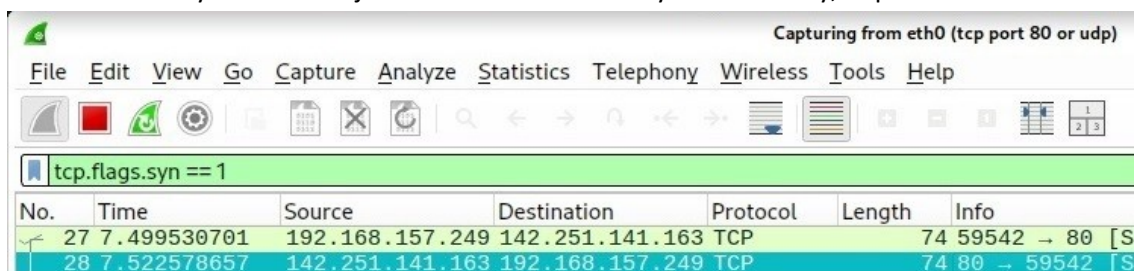 Capturing from eth0 (tcp port 80 or udp)
File Edit View Go Capture Analyze Statistics Telephony Wireless Tools Help
tcp.flags.syn == 1
No. Time Source Destination Protocol Length Info
27 7.499530701 192.168.157.249 142.251.141.163 TCP 74 59542 → 80 [S
28 7.522578657 142.251.141.163 192.168.157.249 TCP 74 80 → 59542 [S